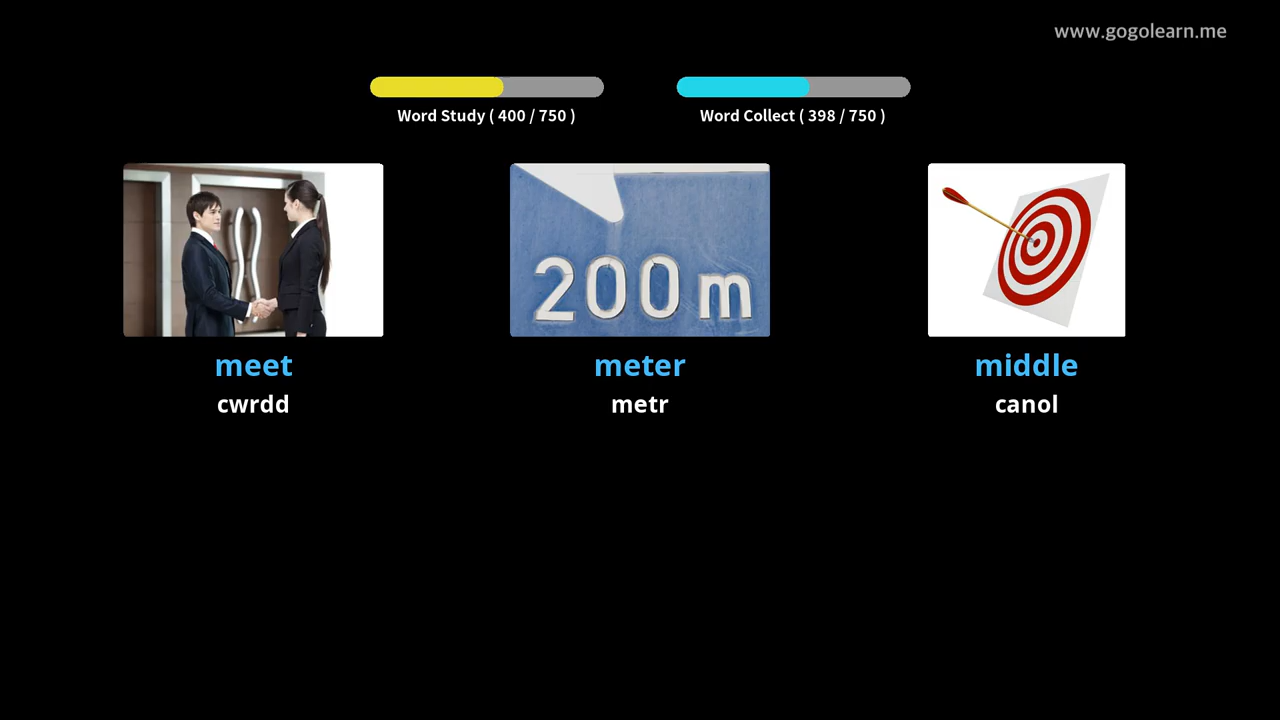 www.gogolearn.me
Word Study ( 400 / 750 )
Word Collect ( 398 / 750 )
200 m
meet
meter
middle
cwrdd
metr
canol